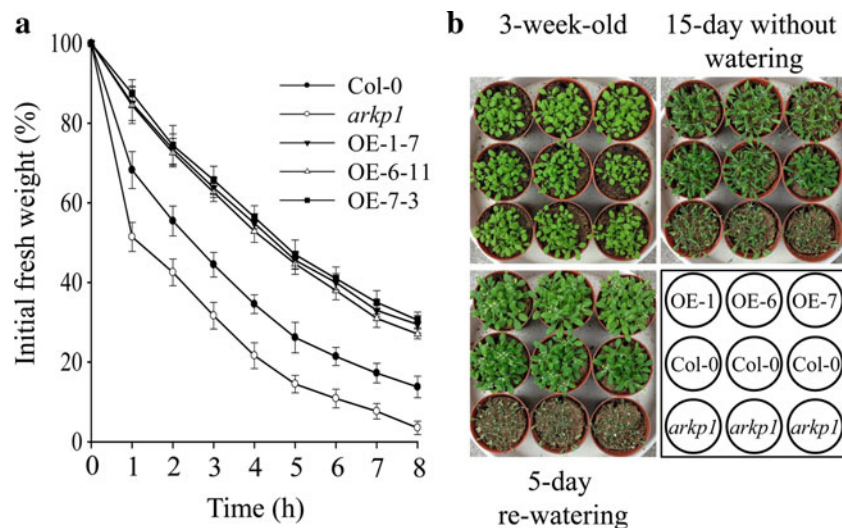 a
Initial fresh weight (%)
100
80
60
40
20
0
0 1 2 3 4 5 6 7 8
Time (h)
Col-0
arkp1
OE-1-7
OE-6-11
OE-7-3
b
3-week-old
15-day without
watering
5-day
re-watering
OE-1 OE-6 OE-7
Col-0 Col-0 Col-0
arkp1 arkp1 arkp1